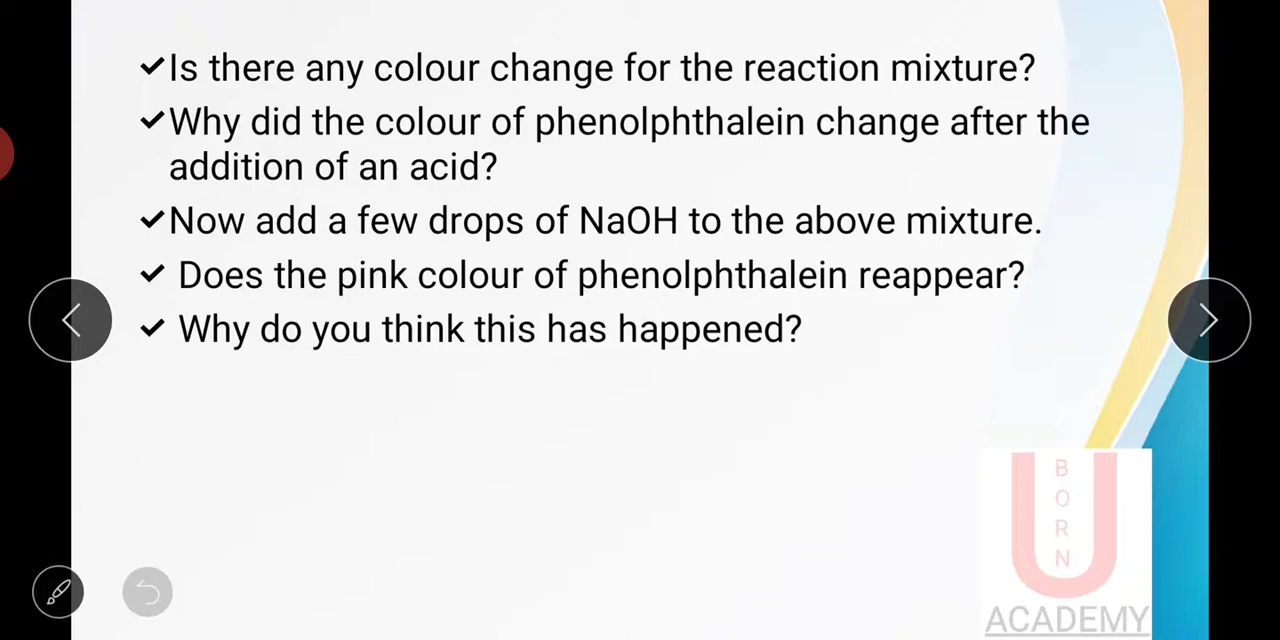 ✓Is there any colour change for the reaction mixture?
✓Why did the colour of phenolphthalein change after the
addition of an acid?
✓Now add a few drops of NaOH to the above mixture.
✓ Does the pink colour of phenolphthalein reappear?
✓ Why do you think this has happened?
U
B
O
R
N
ACADEMY